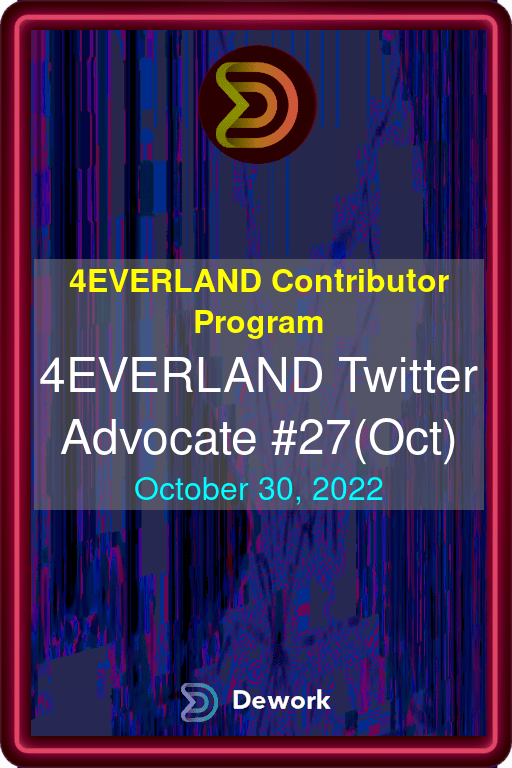 4EVERLAND Contributor
Program
4EVERLAND Twitter
Advocate #27(Oct)
October 30, 2022
Dework